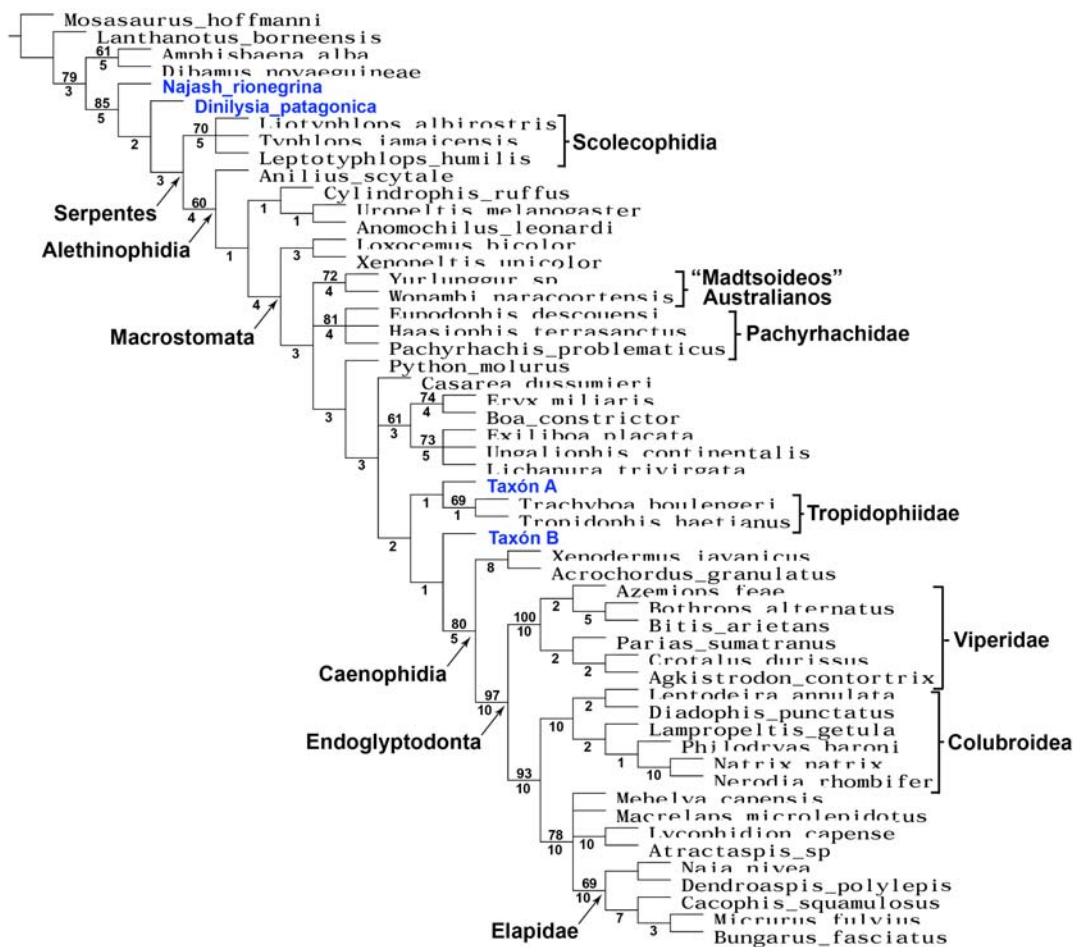 Mosasaurus_hoffmanni
Lanthanotus_borneensis
61
5
Amphisbaena_alba
Dibamus_novaeguineae
79
3
Najash_rionegrina
85
5
Dinilysia_patagonica
2
70
5
Liotyphlops_albirostris
Typhlops_jamaicensis
Leptotyphlops_humilis
Scolecophidia
3
Serpentes
Anilius_scytale
60
4
Alethinophidia
Cylindrophis_ruffus
1
Uropeltis_melanogaster
1
Anomochilus_leonardi
1
Loxocemus_bicolor
3
Xenopeltis_unicolor
4
Macrostomata
72
4
Yurlunggur_sp
Wonambi_naracoortensis
“Madtsoideos”
Australianos
81
4
Eupodophis_descouensi
Haasiophis_terrasanctus
Pachyrhachis_problematicus
Pachyrhachidae
3
Python_molurus
3
Casarea_dussumieri
74
4
Eryx_miliaris
Boa_constrictor
61
3
73
5
Exiliboa_placata
Ungaliophis_continentalis
Lichanura_trivirgata
3
Taxón A
1
69
1
Trachyboa_boulengeri
Tropidophis_haetianus
Tropidophiidae
2
Taxón B
1
8
Xenodermus_javanicus
Acrochordus_granulatus
80
5
Caenophidia
100
10
2
Azemiops_feae
5
Bothrops_alternatus
Bitis_arietans
2
Parias_sumatranus
2
Crotalus_durissus
Agkistrodon_contortrix
Viperidae
97
10
Endoglyptodonta
2
Leptodeira_annulata
Diadophis_punctatus
10
2
Lampropeltis_getula
1
Philodryas_baroni
10
Natrix_natrix
Nerodia_rhombifer
Colubroidea
93
10
Mehelya_capensis
Macrelaps_microlepidotus
78
10
10
Lycophidion_capense
Atractaspis_sp
69
10
Elapidae
Naja_nivea
Dendroaspis_polylepis
7
Cacophis_squamulosus
3
Micrurus_fulvius
Bungarus_fasciatus